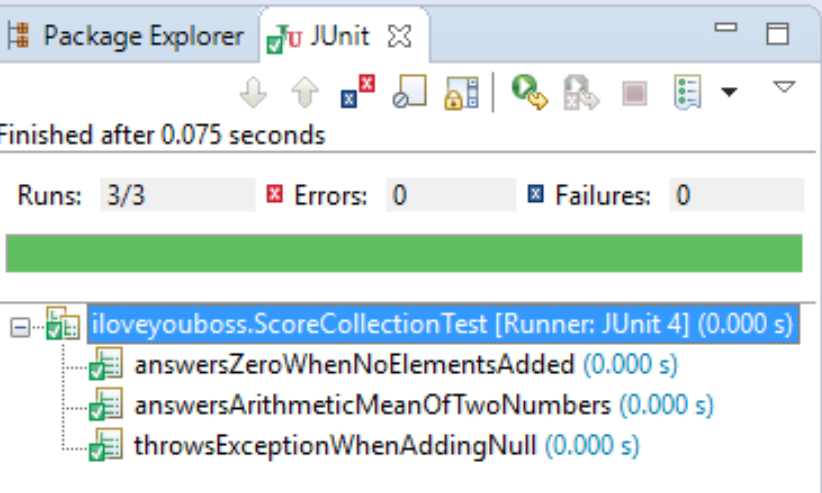 Package Explorer JUnit
Finished after 0.075 seconds
Runs: 3/3 Errors: 0 Failures: 0
iloveyouboss.ScoreCollectionTest [Runner: JUnit 4] (0.000 s)
answersZeroWhenNoElementsAdded (0.000 s)
answersArithmeticMeanOfTwoNumbers (0.000 s)
throwsExceptionWhenAddingNull (0.000 s)